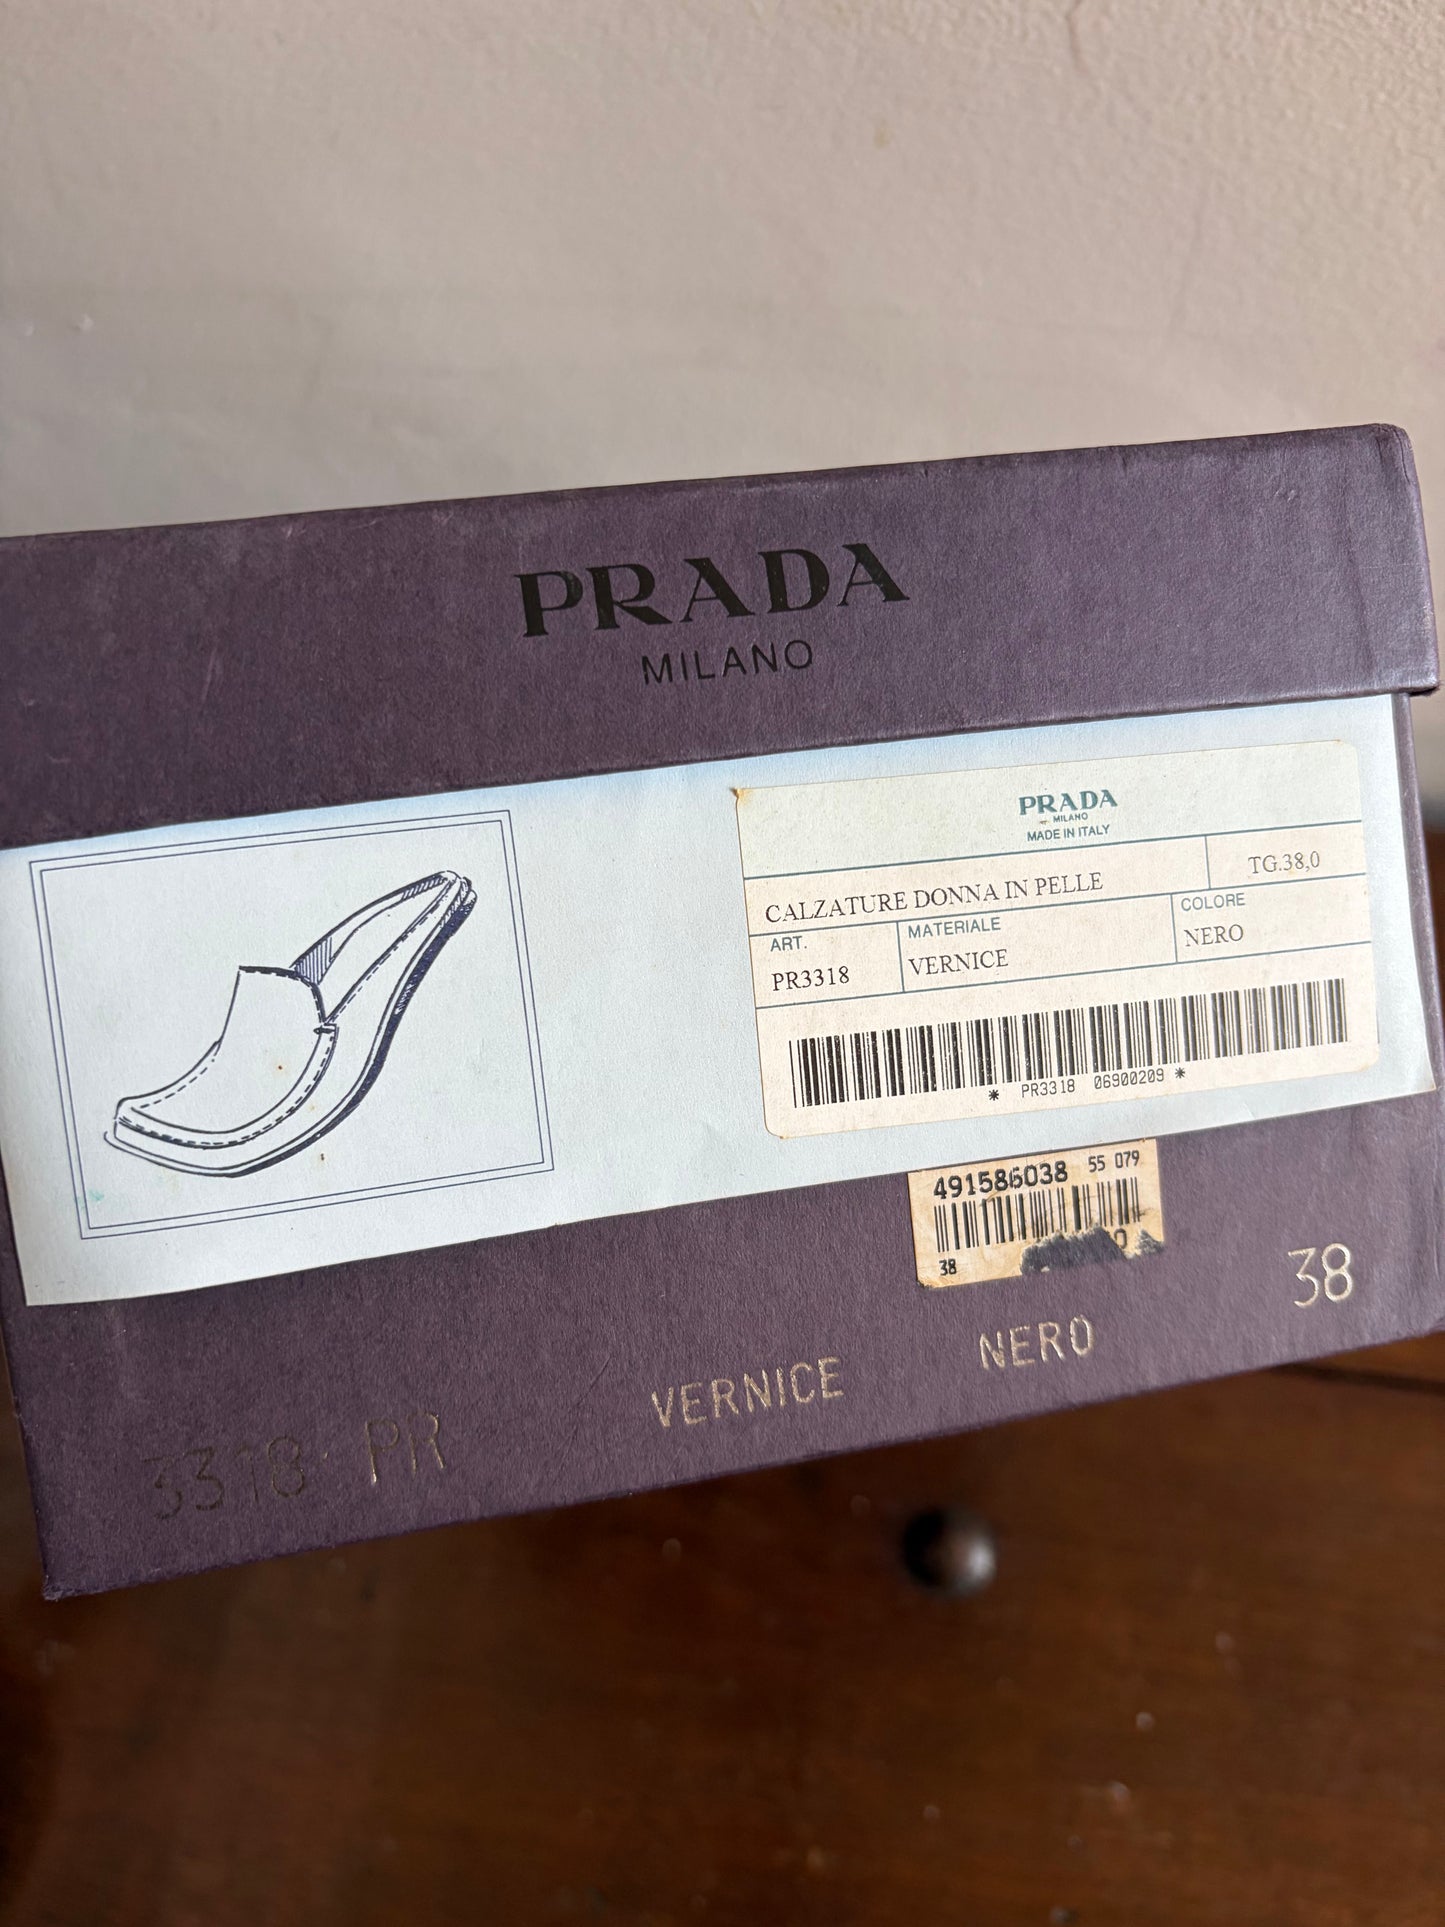 PRADA
MILANO
PRADA
MILANO
MADE IN ITALY
CALZATURE DONNA IN PELLE
TG.38,0
ART.
PR3318
MATERIALE
VERNICE
COLORE
NERO
* PR3318 06900209 *
491586038 55 079
38
3318 PR
VERNICE
NERO
38